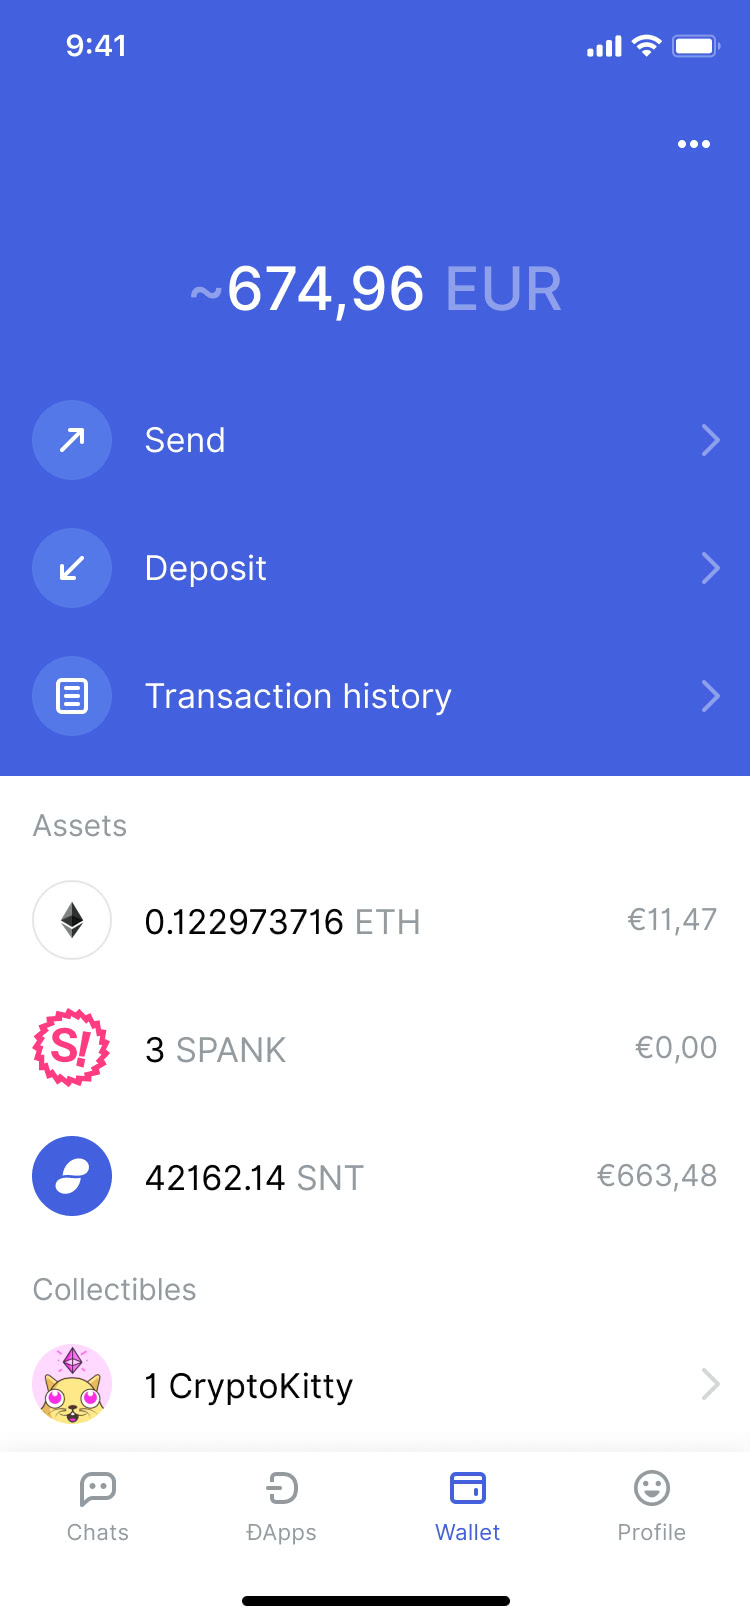 9:41
~674,96 EUR
Send
Deposit
Transaction history
Assets
0.122973716 ETH €11,47
S! 3 SPANK €0,00
42162.14 SNT €663,48
Collectibles
1 CryptoKitty
Chats ĐApps Wallet Profile